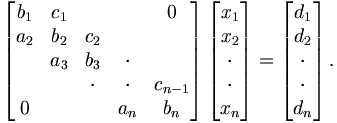 b₁ c₁ 0 x₁ d₁
a₂ b₂ c₂ x₂ d₂
a₃ b₃ · · = ·
· · cₙ₋₁ · ·
0 aₙ bₙ xₙ dₙ .